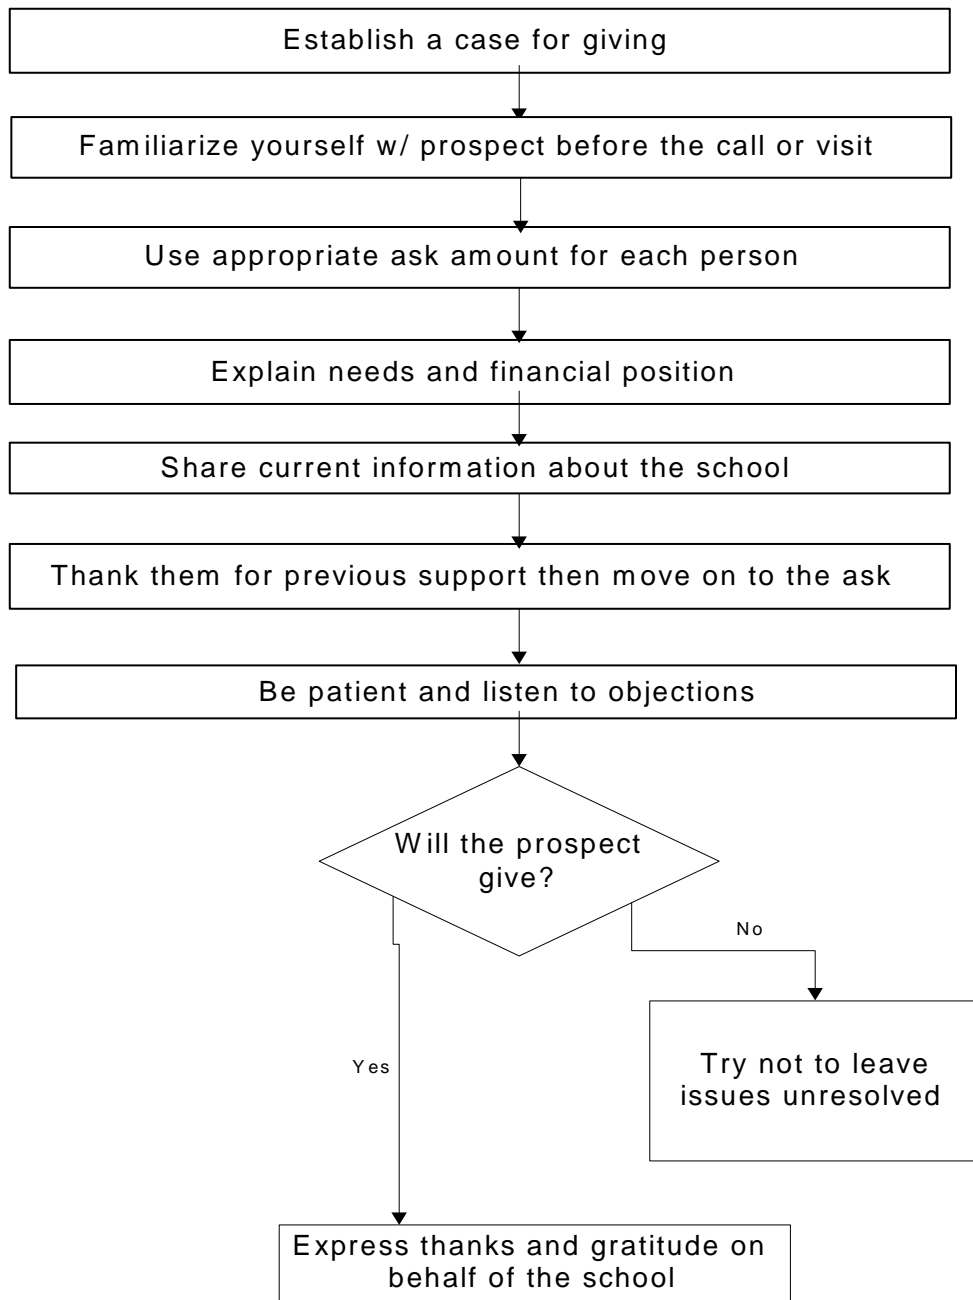 Establish a case for giving
Familiarize yourself w/ prospect before the call or visit
Use appropriate ask amount for each person
Explain needs and financial position
Share current information about the school
Thank them for previous support then move on to the ask
Be patient and listen to objections
Will the prospect
give?
No
Yes
Try not to leave
issues unresolved
Express thanks and gratitude on
behalf of the school